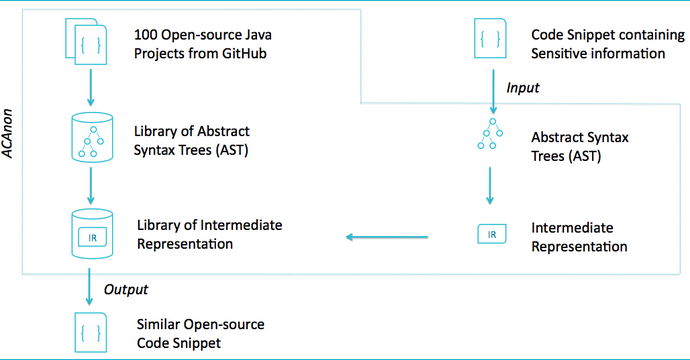 100 Open-source Java
Projects from GitHub
Code Snippet containing
Sensitive information
Input
ACAnon
Library of Abstract
Syntax Trees (AST)
Abstract Syntax
Trees (AST)
IR
Library of Intermediate
Representation
IR
Intermediate
Representation
Output
{ }
Similar Open-source
Code Snippet